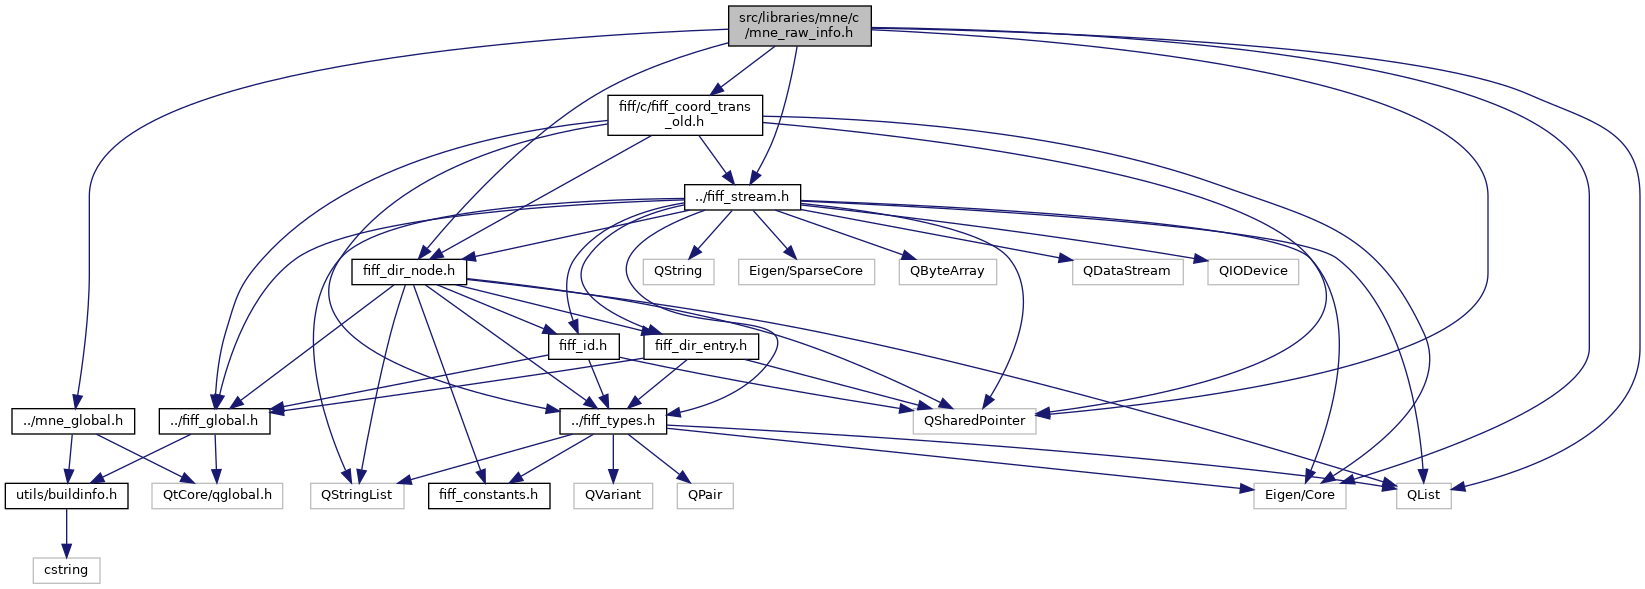 src/libraries/mne/c
/mne_raw_info.h
fiff/c/fiff_coord_trans
_old.h
../fiff_stream.h
fiff_dir_node.h
QString
Eigen/SparseCore
QByteArray
QDataStream
QIODevice
fiff_id.h
fiff_dir_entry.h
../mne_global.h
../fiff_global.h
../fiff_types.h
QSharedPointer
utils/buildinfo.h
QtCore/qglobal.h
QStringList
fiff_constants.h
QVariant
QPair
Eigen/Core
QList
cstring